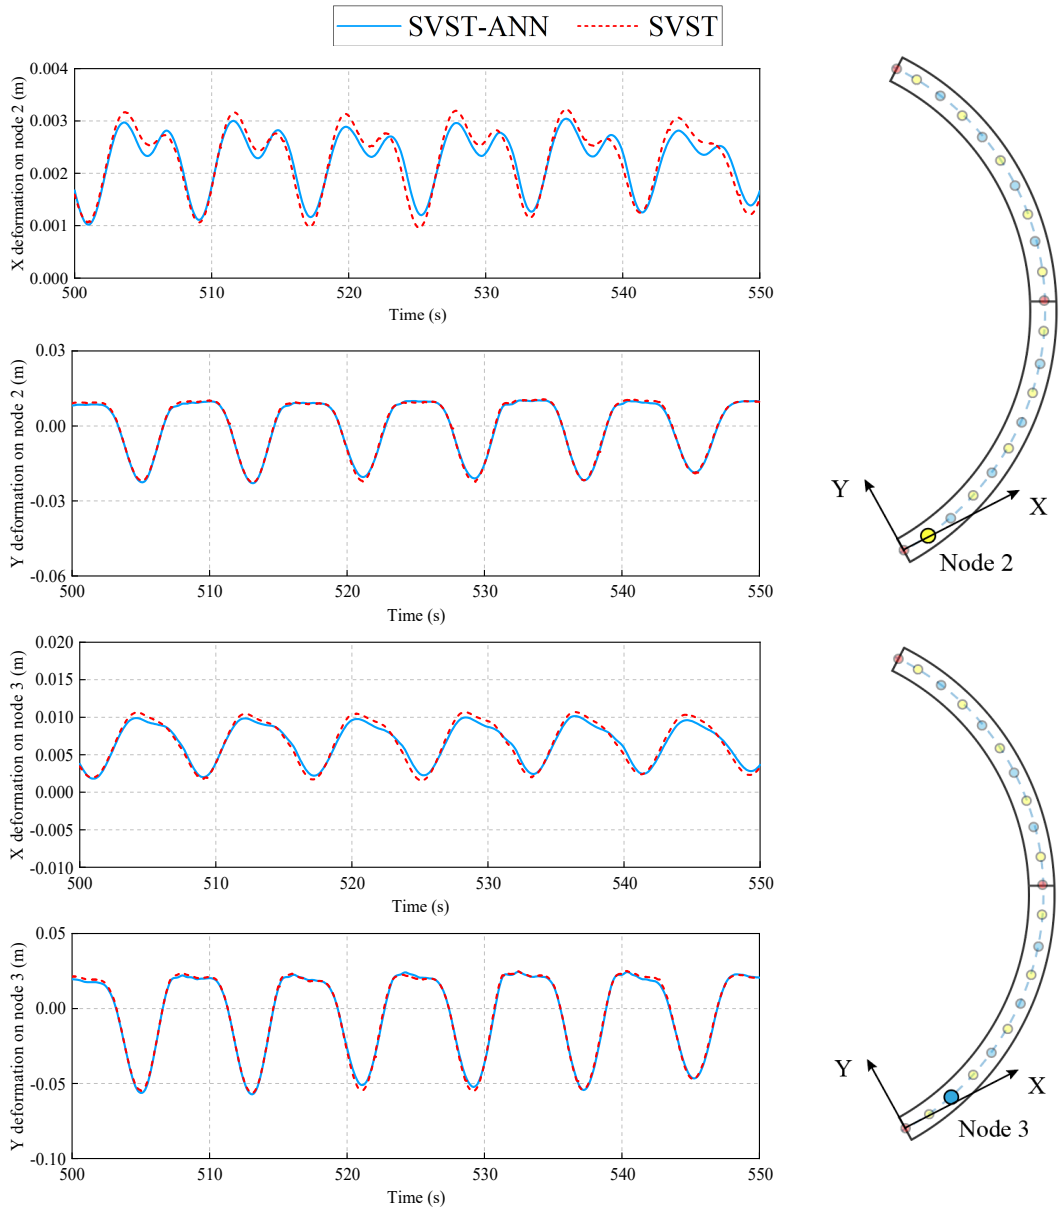 SVST-ANN SVST
X deformation on node 2 (m)
0.004
0.003
0.002
0.001
0.000
500 510 520 530 540 550
Time (s)
Y deformation on node 2 (m)
0.03
0.00
-0.03
-0.06
500 510 520 530 540 550
Time (s)
Y
X
Node 2
X deformation on node 3 (m)
0.020
0.015
0.010
0.005
0.000
-0.005
-0.010
500 510 520 530 540 550
Time (s)
Y deformation on node 3 (m)
0.05
0.00
-0.05
-0.10
500 510 520 530 540 550
Time (s)
Y
X
Node 3